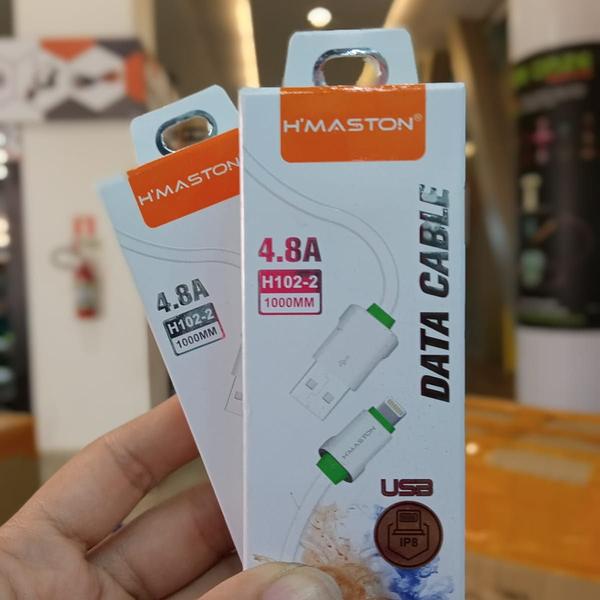 H'MASTON
4.8A
H102-2
1000MM
H'MASTON®
4.8A
H102-2
1000MM
DATA CABLE
H'MASTON
USB
IP8